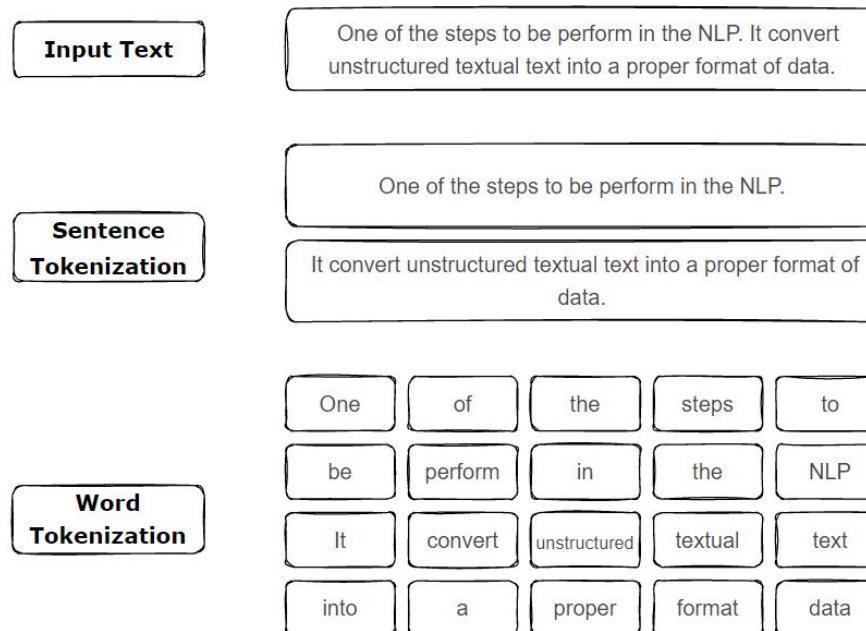 Input Text
One of the steps to be perform in the NLP. It convert
unstructured textual text into a proper format of data.
Sentence
Tokenization
One of the steps to be perform in the NLP.
It convert unstructured textual text into a proper format of
data.
Word
Tokenization
One of the steps to
be perform in the NLP
It convert unstructured textual text
into a proper format data